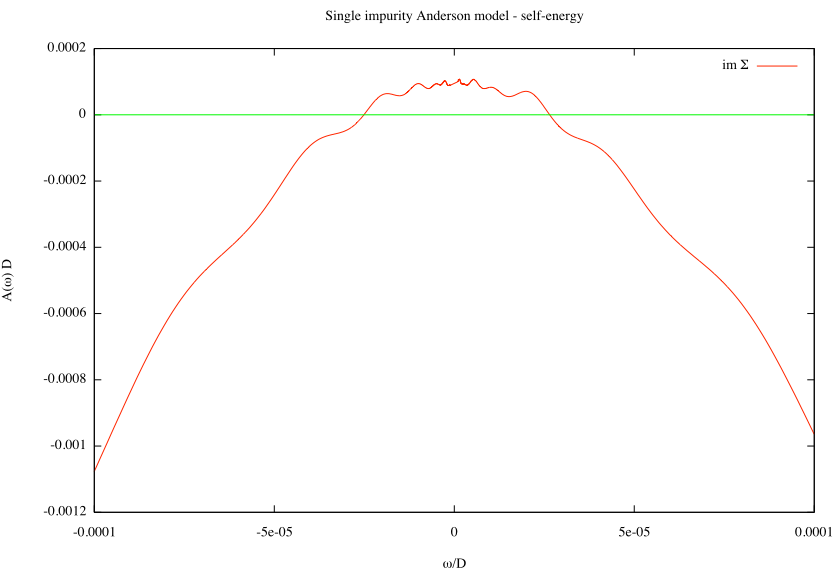 Single impurity Anderson model - self-energy
0.0002
im Σ
0
-0.0002
-0.0004
A(ω) D
-0.0006
-0.0008
-0.001
-0.0012
-0.0001
-5e-05
0
5e-05
0.0001
ω/D